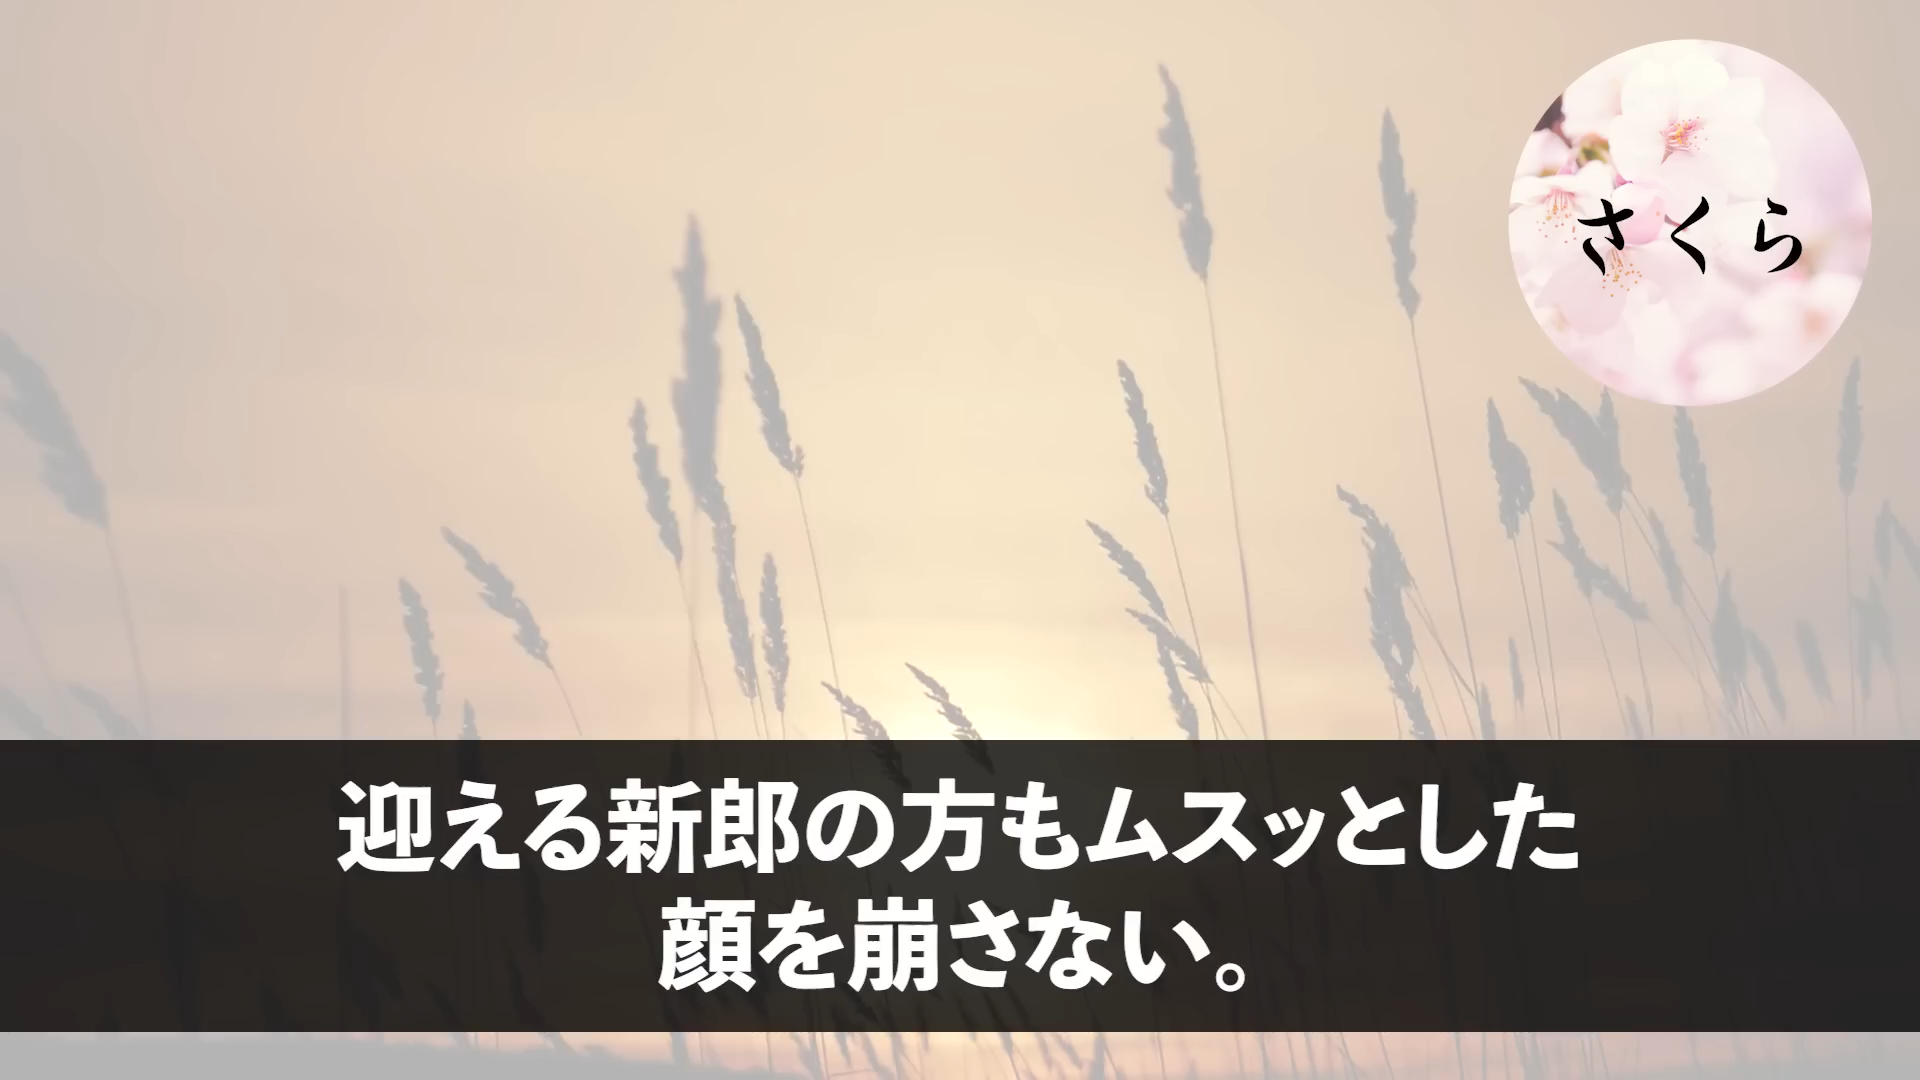 さくら
迎える新郎の方もムスッとした
顔を崩さない。